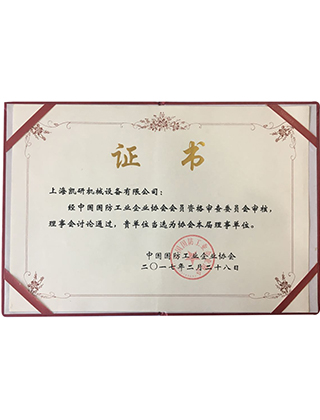 证 书
上海凯研机械设备有限公司：
经中国国防工业企业协会会员资格审查委员会审核，
理事会讨论通过，贵单位当选为协会本届理事单位。
中国国防工业企业协会
二〇一七年二月二十八日